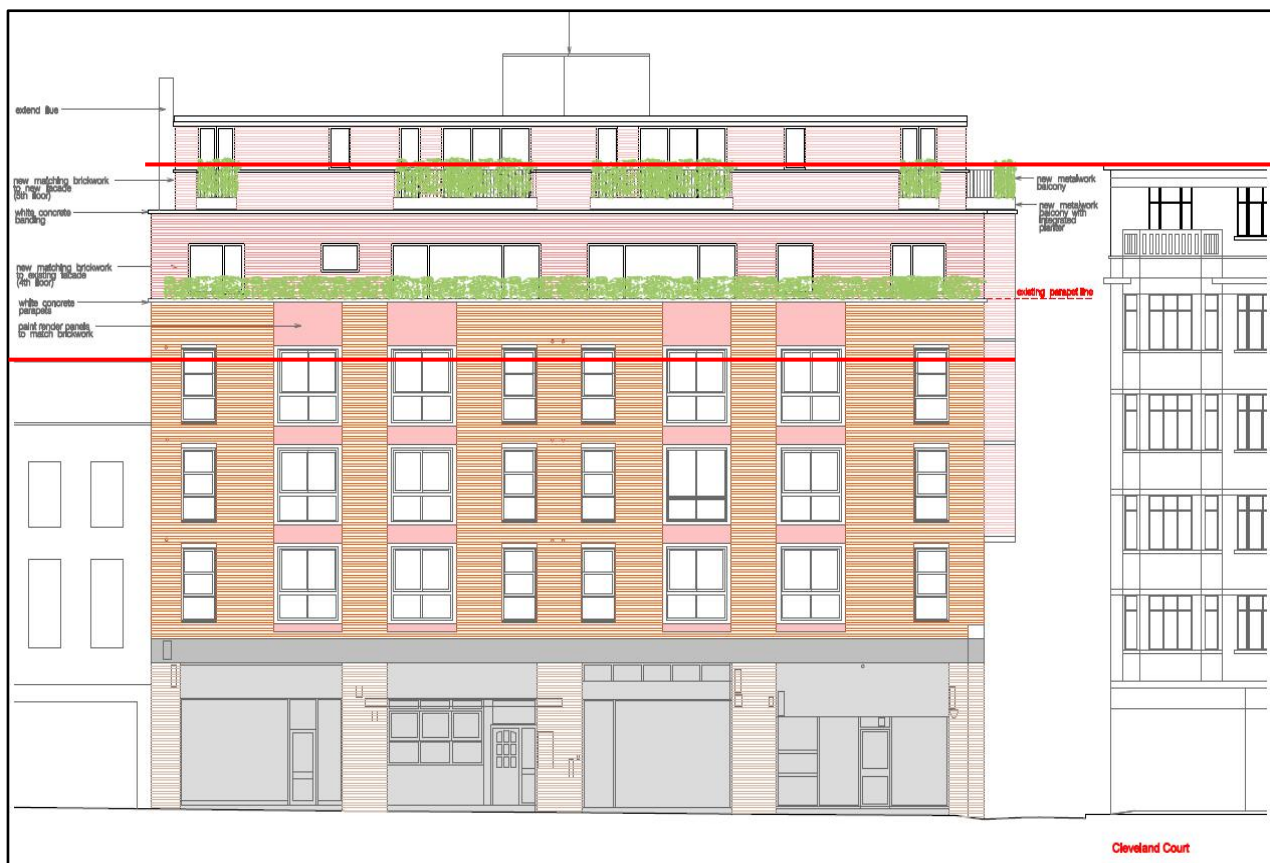 extend flue
new matching brickwork
to new facade
(5th floor)
white concrete
banding
new matching brickwork
to existing facade
(4th floor)
white concrete
parapets
paint render panels
to match brickwork
new metalwork
balcony
new metalwork
balcony with
integrated
planter
existing parapet line
Cleveland Court